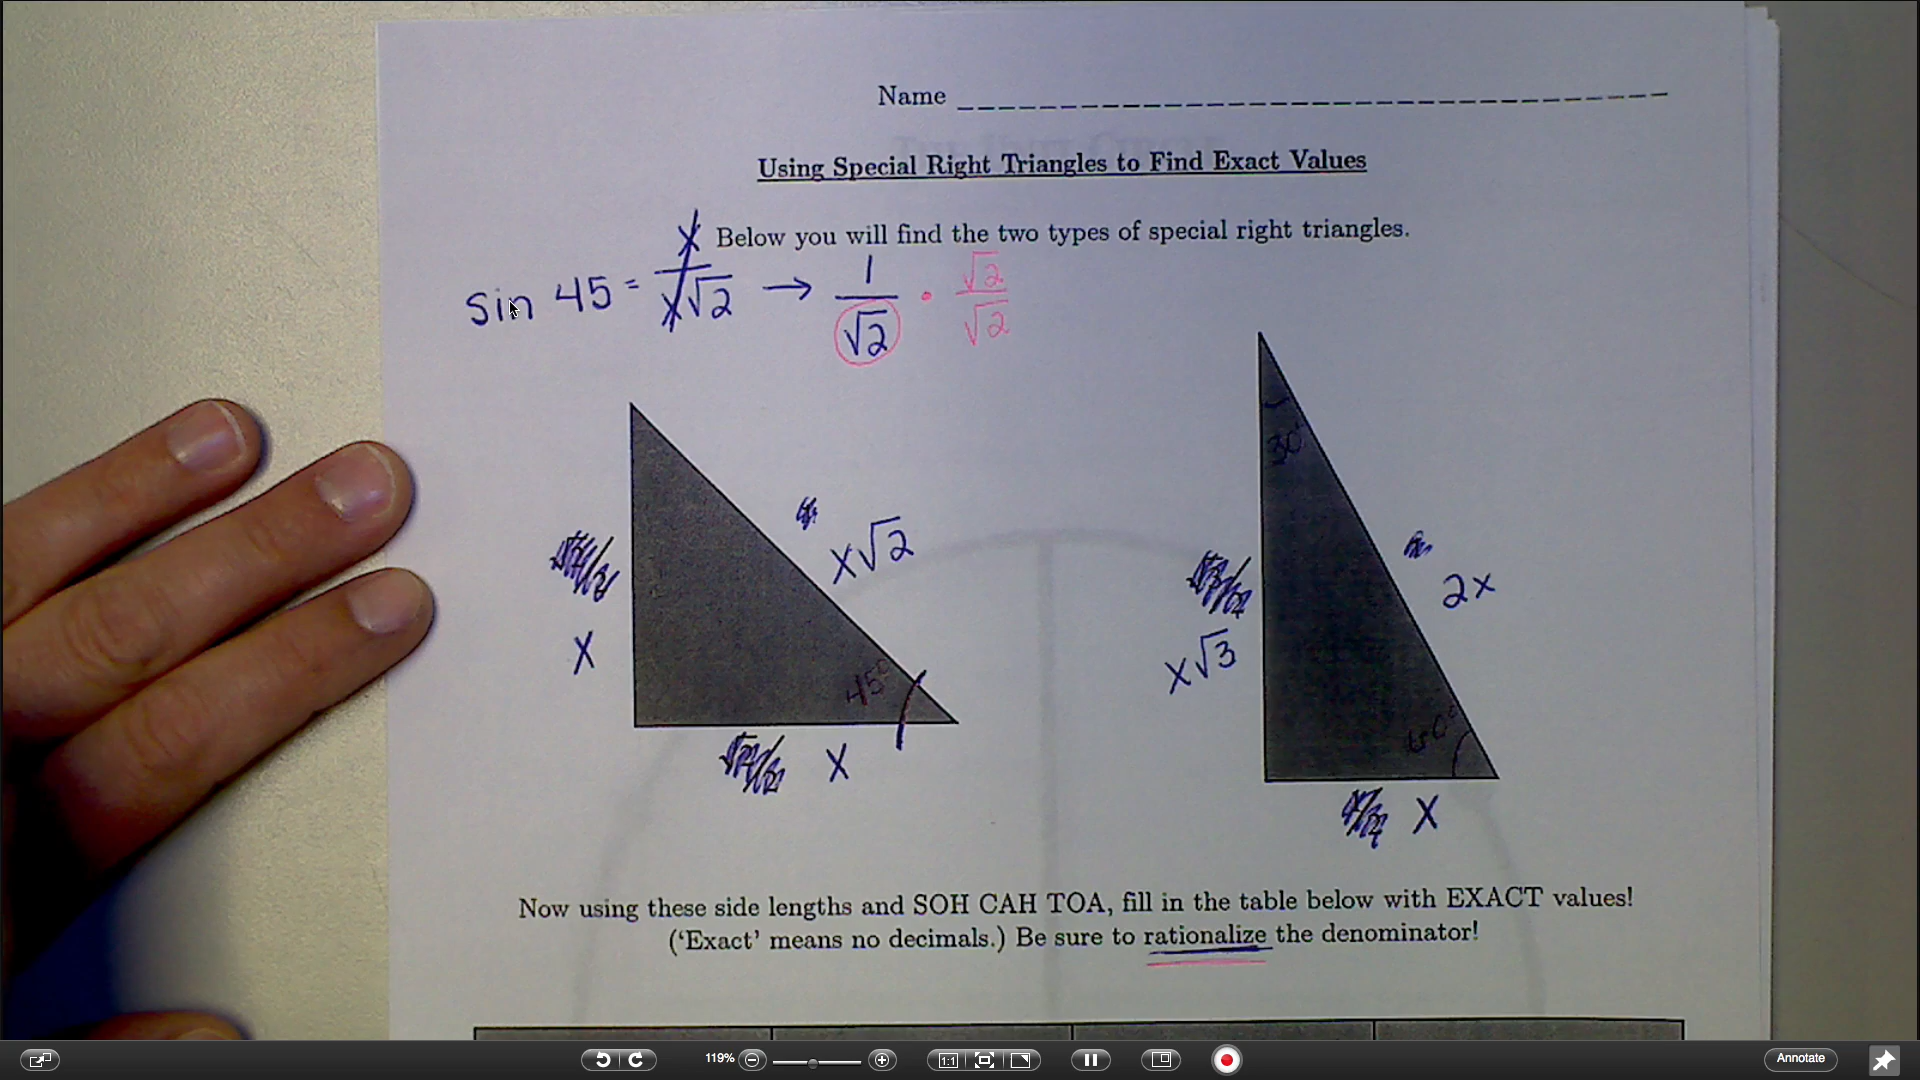 Name
Using Special Right Triangles to Find Exact Values
Below you will find the two types of special right triangles.
sin 45 = x/x√2 → 1/√2 · √2/√2
30°
x√2
2x
x√3
x
45°
60°
x
x
Now using these side lengths and SOH CAH TOA, fill in the table below with EXACT values!
('Exact' means no decimals.) Be sure to rationalize the denominator!
119%
1:1
Annotate